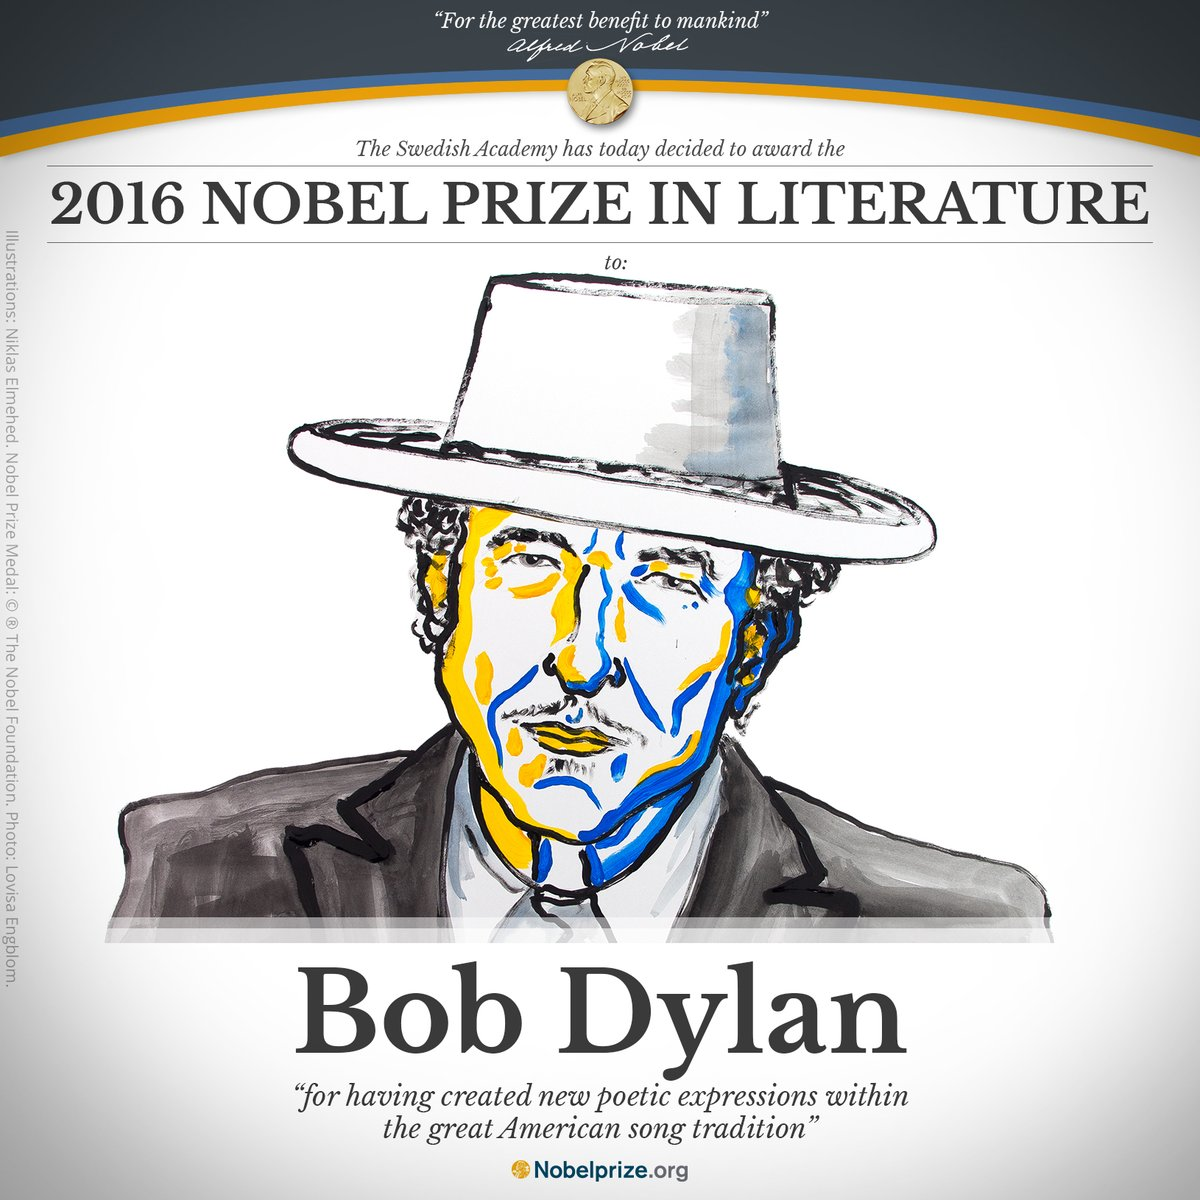 “For the greatest benefit to mankind”
Alfred Nobel
The Swedish Academy has today decided to award the
2016 NOBEL PRIZE IN LITERATURE
to:
Illustrations: Niklas Elmehed. Nobel Prize Medal: © ® The Nobel Foundation. Photo: Lovisa Engblom.
Bob Dylan
“for having created new poetic expressions within
the great American song tradition”
Nobelprize.org